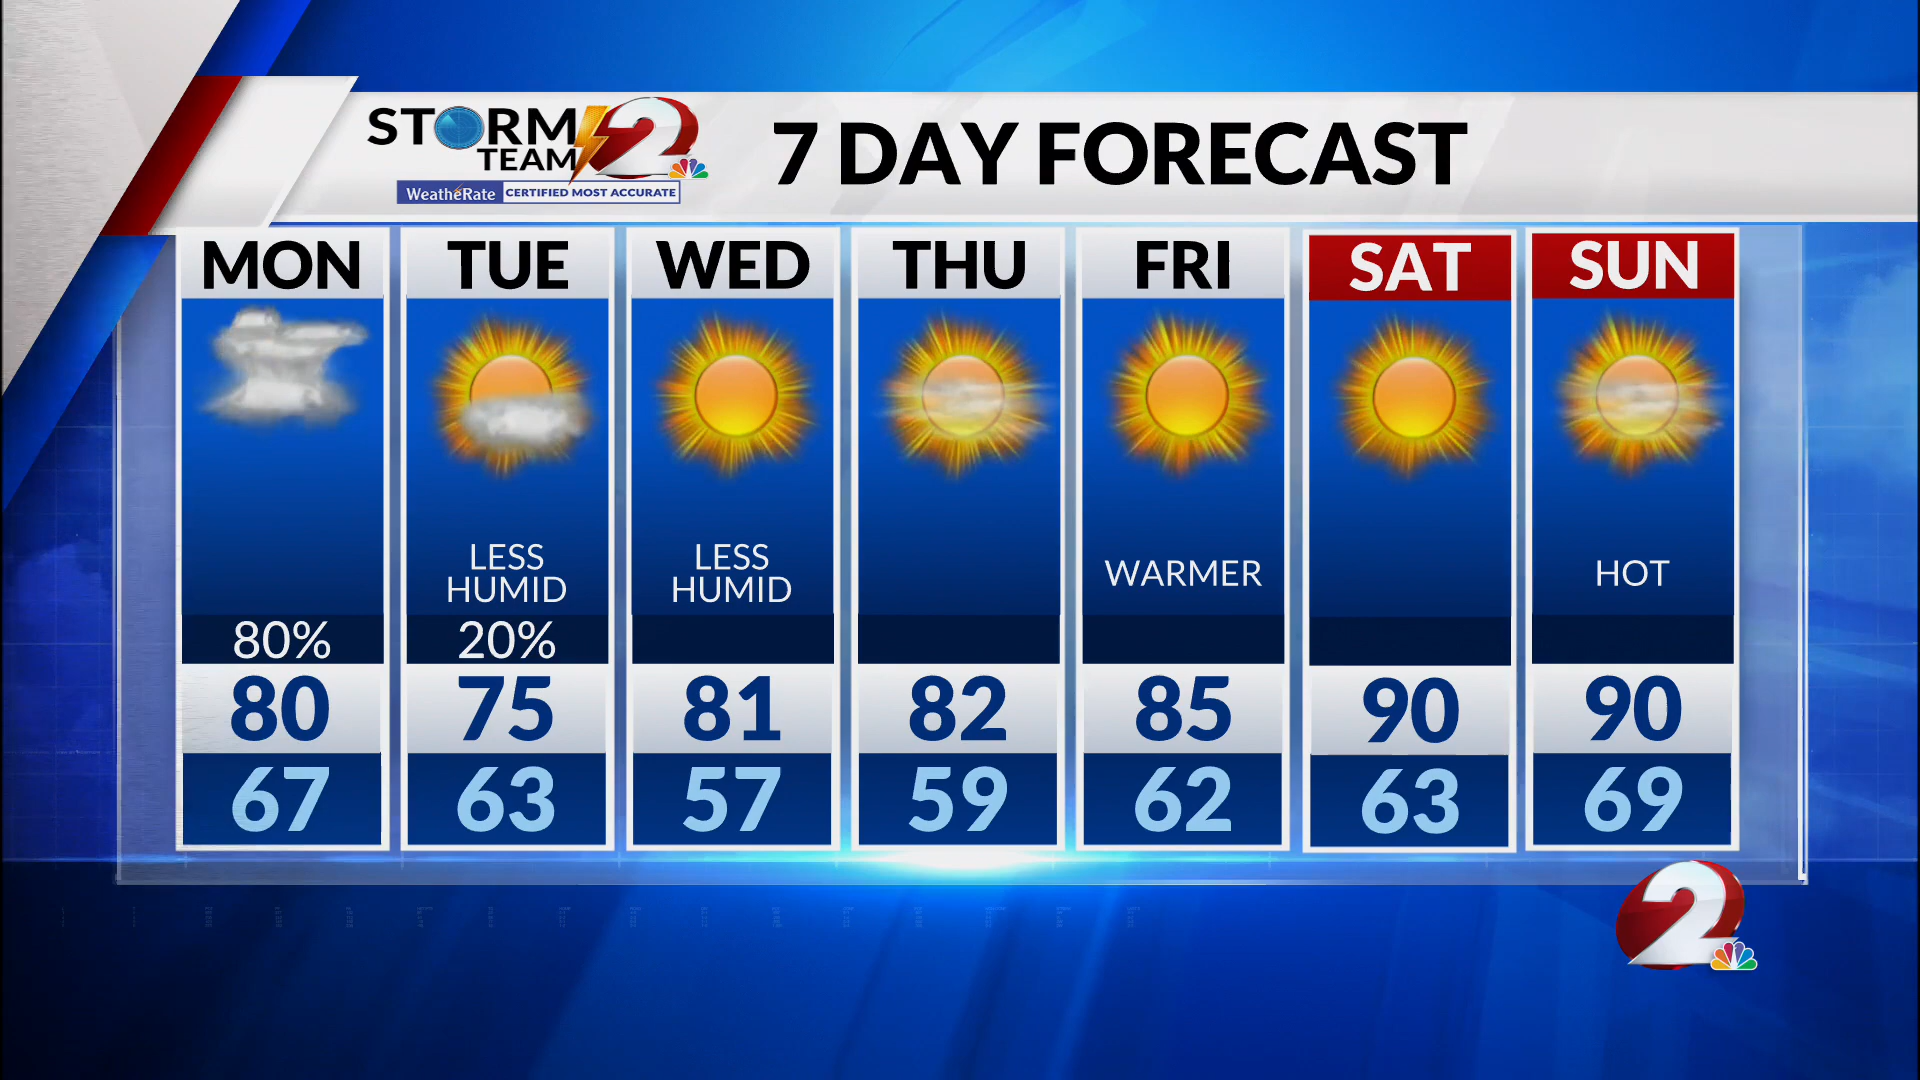 STORM
TEAM 2
WeatheRate CERTIFIED MOST ACCURATE
7 DAY FORECAST
MON TUE WED THU FRI SAT SUN
LESS HUMID
LESS HUMID
WARMER
HOT
80% 20%
80 75 81 82 85 90 90
67 63 57 59 62 63 69
2